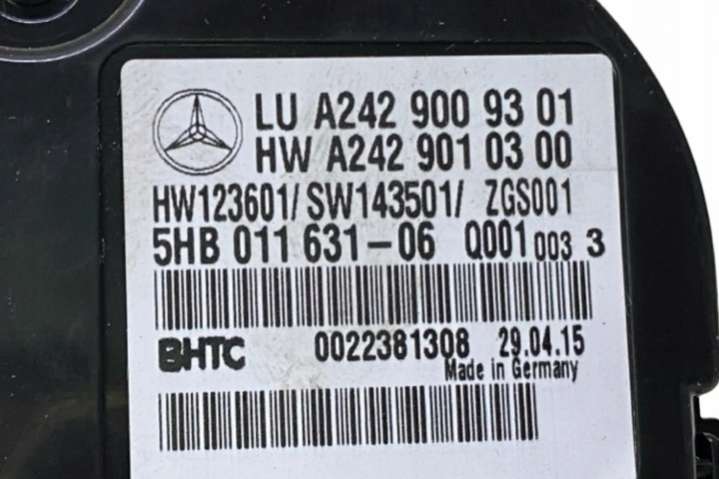 LU A242 900 93 01
HW A242 901 03 00
HW123601/ SW143501/ ZGS001
5HB 011 631-06 Q001 003 3
BHTC 0022381308 29.04.15
Made in Germany